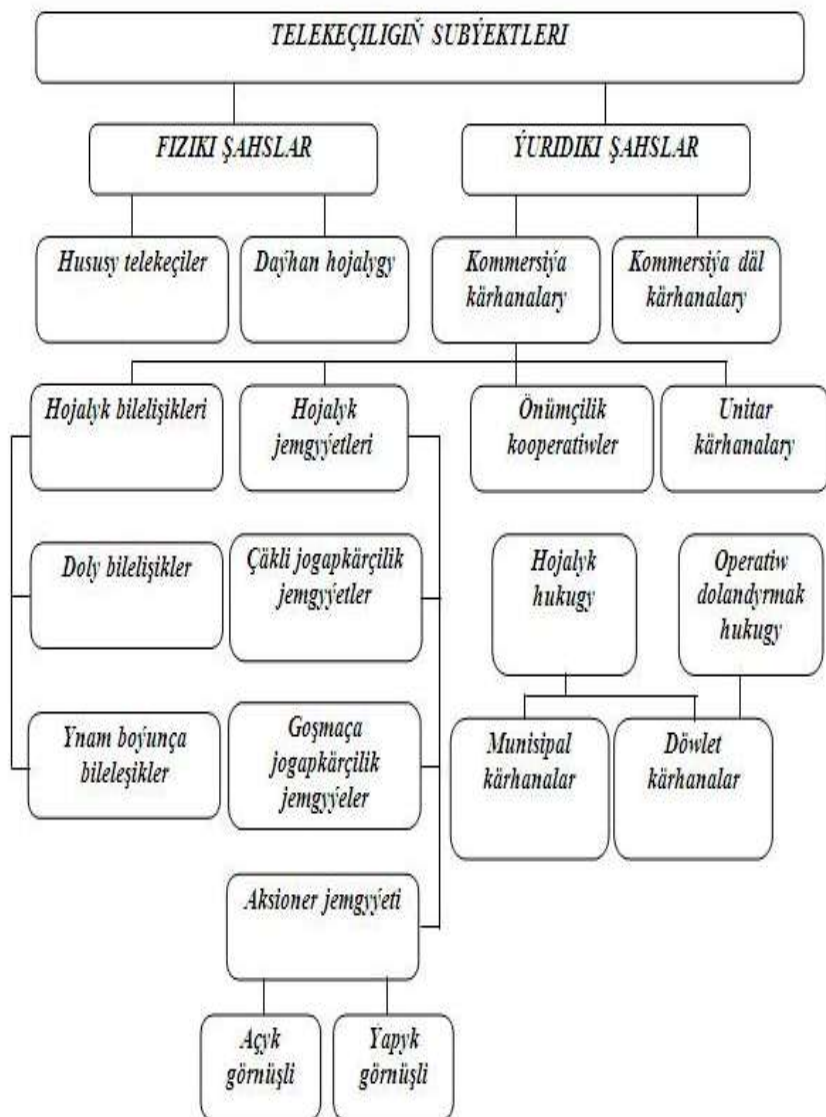 TELEKEÇILIGIŇ SUBÝEKTLERI
FIZIKI ŞAHSLAR
ÝURIDIKI ŞAHSLAR
Hususy telekeçiler
Daýhan hojalygy
Kommersiýa
kärhanalary
Kommersiýa däl
kärhanalary
Hojalyk bilelişikleri
Hojalyk
jemgyýetleri
Önümçilik
kooperatiwler
Unitar
kärhanalary
Doly bilelişikler
Çäkli jogapkärçilik
jemgyýetler
Hojalyk
hukugy
Operatiw
dolandyrmak
hukugy
Ynam boýunça
bileleşikler
Goşmaça
jogapkärçilik
jemgyýeler
Munisipal
kärhanalar
Döwlet
kärhanalar
Aksioner jemgyýeti
Açyk
görnüşli
Ýapyk
görnüşli